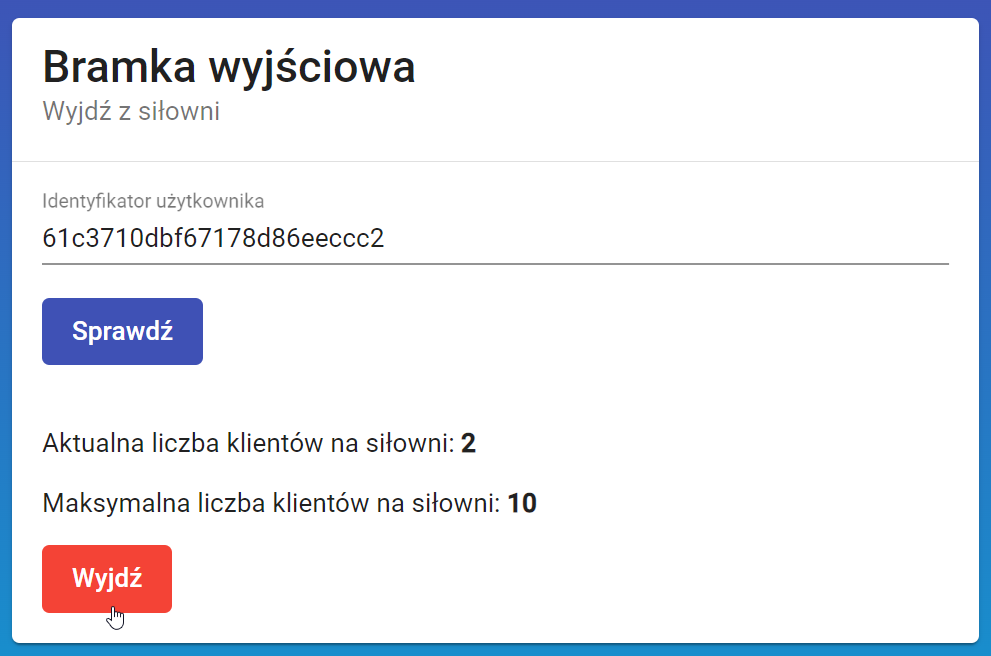 Bramka wyjściowa
Wyjdź z siłowni
Identyfikator użytkownika
61c3710dbf67178d86eeccc2
Sprawdź
Aktualna liczba klientów na siłowni: 2
Maksymalna liczba klientów na siłowni: 10
Wyjdź